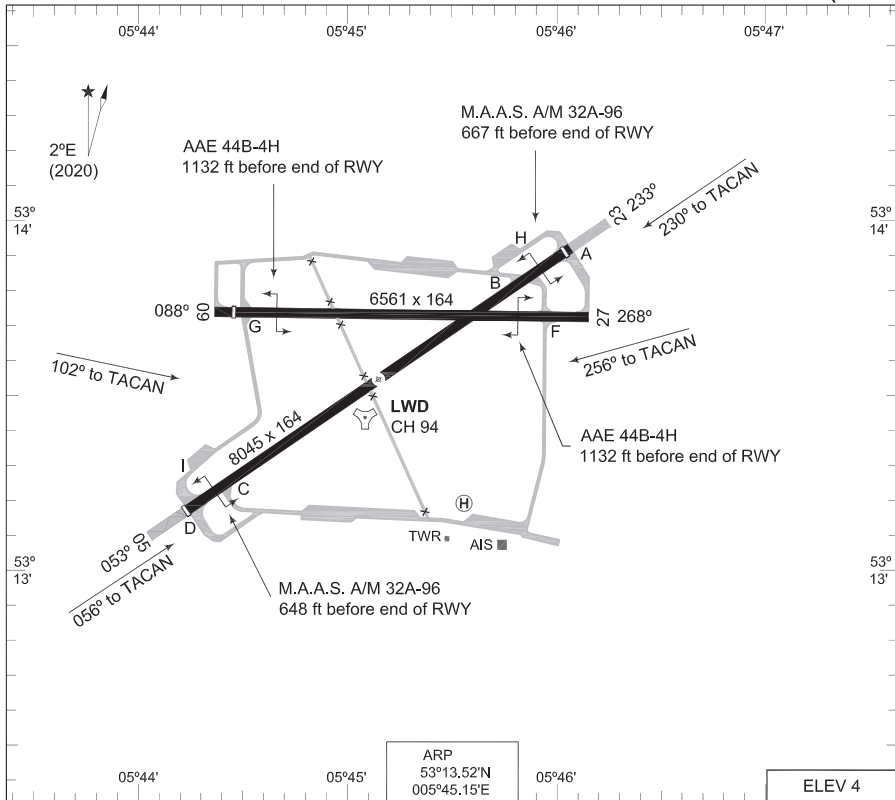 05º44'
05º45'
05º46'
05º47'
2ºE
(2020)
M.A.A.S. A/M 32A-96
667 ft before end of RWY
AAE 44B-4H
1132 ft before end of RWY
53º
14'
53º
14'
23 233º
230º to TACAN
H
A
B
6561 x 164
088º
09
G
F
27 268º
102º to TACAN
256º to TACAN
LWD
CH 94
8045 x 164
AAE 44B-4H
1132 ft before end of RWY
I
C
D
H
TWR
AIS
053º 05
056º to TACAN
53º
13'
53º
13'
M.A.A.S. A/M 32A-96
648 ft before end of RWY
05º44'
05º45'
05º46'
ARP
53º13.52'N
005º45.15'E
ELEV 4